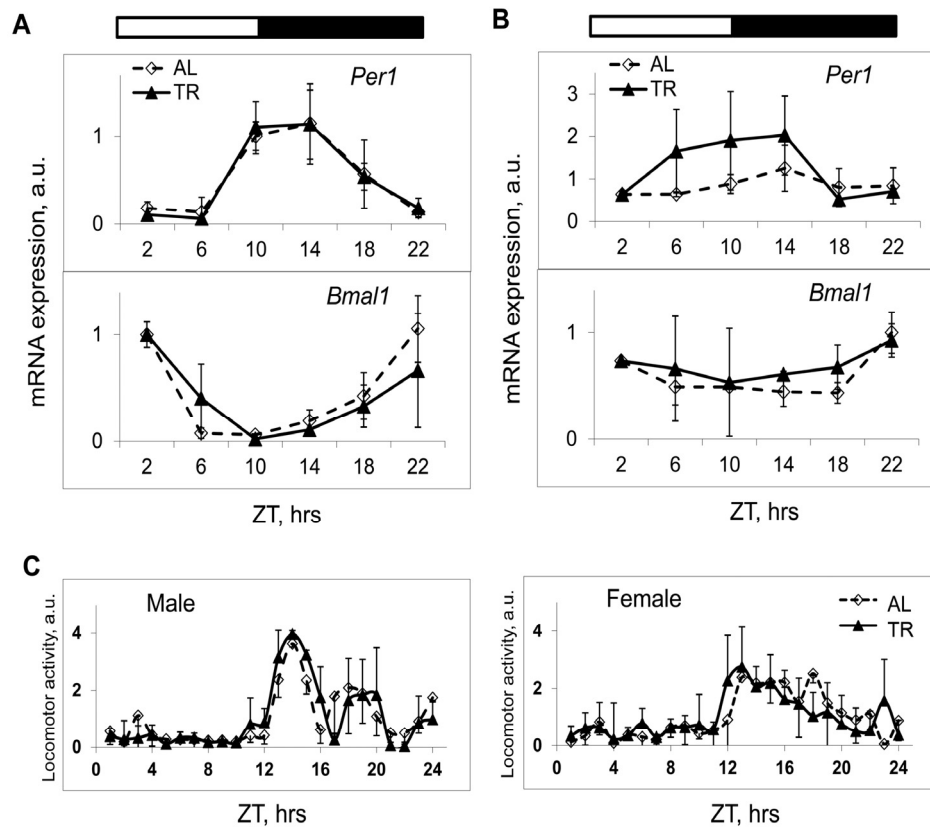 A
AL
TR
Per1
1
0
2 6 10 14 18 22
Bmal1
1
0
2 6 10 14 18 22
mRNA expression, a.u.
ZT, hrs
B
AL
TR
Per1
3
2
1
0
2 6 10 14 18 22
Bmal1
1
0
2 6 10 14 18 22
mRNA expression, a.u.
ZT, hrs
C
Male
Locomotor activity, a.u.
4
2
0
0 4 8 12 16 20 24
ZT, hrs
Female
AL
TR
Locomotor activity, a.u.
4
2
0
0 4 8 12 16 20 24
ZT, hrs